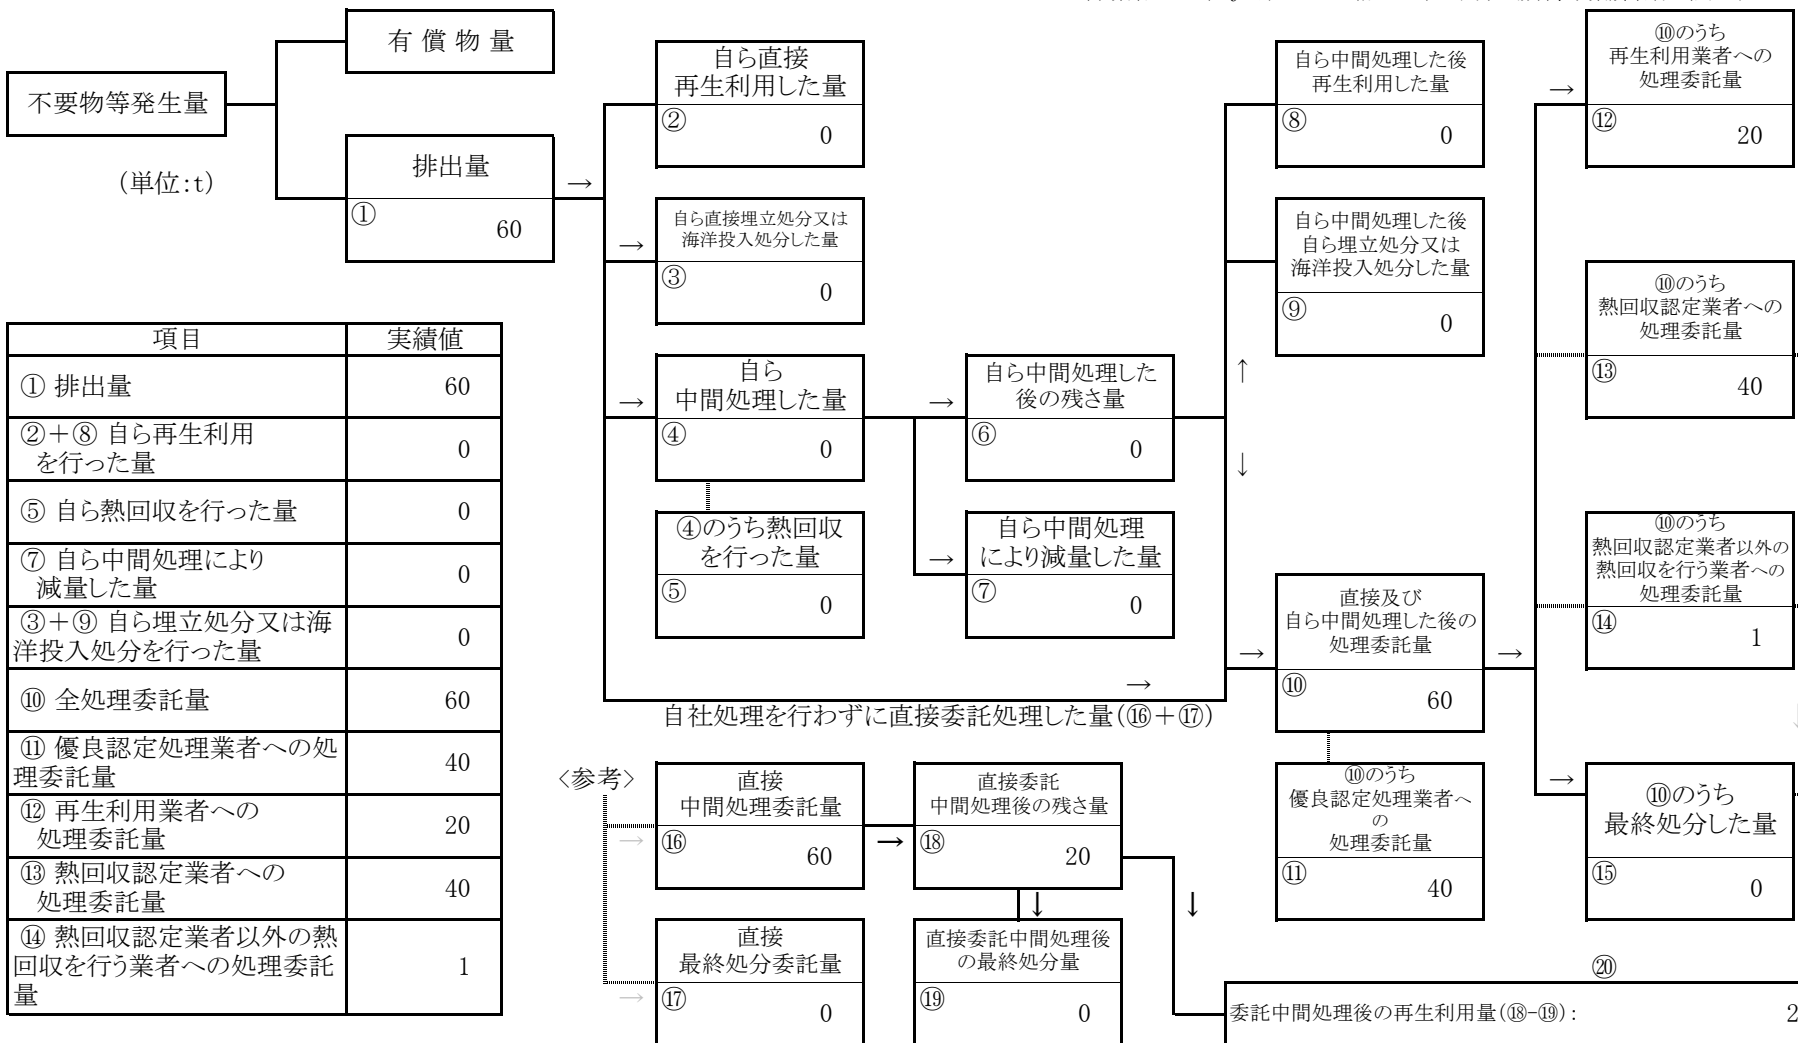 有 償 物 量
不要物等発生量
(単位:t)
排出量
①
60
→
自ら直接
再生利用した量
②
0
→
自ら直接埋立処分又は
海洋投入処分した量
③
0
→
自ら
中間処理した量
④
0
④のうち熱回収
を行った量
⑤
0
→
自ら中間処理した
後の残さ量
⑥
0
→
自ら中間処理
により減量した量
⑦
0
自ら中間処理した後
再生利用した量
⑧
0
自ら中間処理した後
自ら埋立処分又は
海洋投入処分した量
⑨
0
↑
↓
→
自社処理を行わずに直接委託処理した量(⑯+⑰)
→
直接及び
自ら中間処理した後の
処理委託量
⑩
60
→
⑩のうち
優良認定処理業者へ
の
処理委託量
⑪
40
→
⑩のうち
再生利用業者への
処理委託量
⑫
20
⑩のうち
熱回収認定業者への
処理委託量
⑬
40
⑩のうち
熱回収認定業者以外の
熱回収を行う業者への
処理委託量
⑭
1
→
⑩のうち
最終処分した量
⑮
0
項目 実績値
① 排出量 60
②+⑧ 自ら再生利用
を行った量 0
⑤ 自ら熱回収を行った量 0
⑦ 自ら中間処理により
減量した量 0
③+⑨ 自ら埋立処分又は海
洋投入処分を行った量 0
⑩ 全処理委託量 60
⑪ 優良認定処理業者への処
理委託量 40
⑫ 再生利用業者への
処理委託量 20
⑬ 熱回収認定業者への
処理委託量 40
⑭ 熱回収認定業者以外の熱
回収を行う業者への処理委託
量 1
〈参考〉
→
直接
中間処理委託量
⑯
60
→
直接委託
中間処理後の残さ量
⑱
20
↓
↓
→
直接
最終処分委託量
⑰
0
直接委託中間処理後
の最終処分量
⑲
0
⑳
委託中間処理後の再生利用量(⑱-⑲):